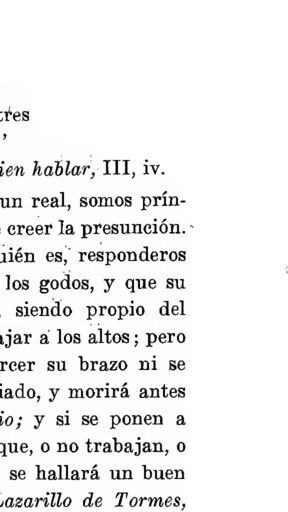 tres
,
ien hablar, III, iv.
un real, somos prín-
creer la presunción.
uién es, responderos
los godos, y que su
siendo propio del
ajar a los altos; pero
rcer su brazo ni se
iado, y morirá antes
io; y si se ponen a
que, o no trabajan, o
se hallará un buen
Lazarillo de Tormes,